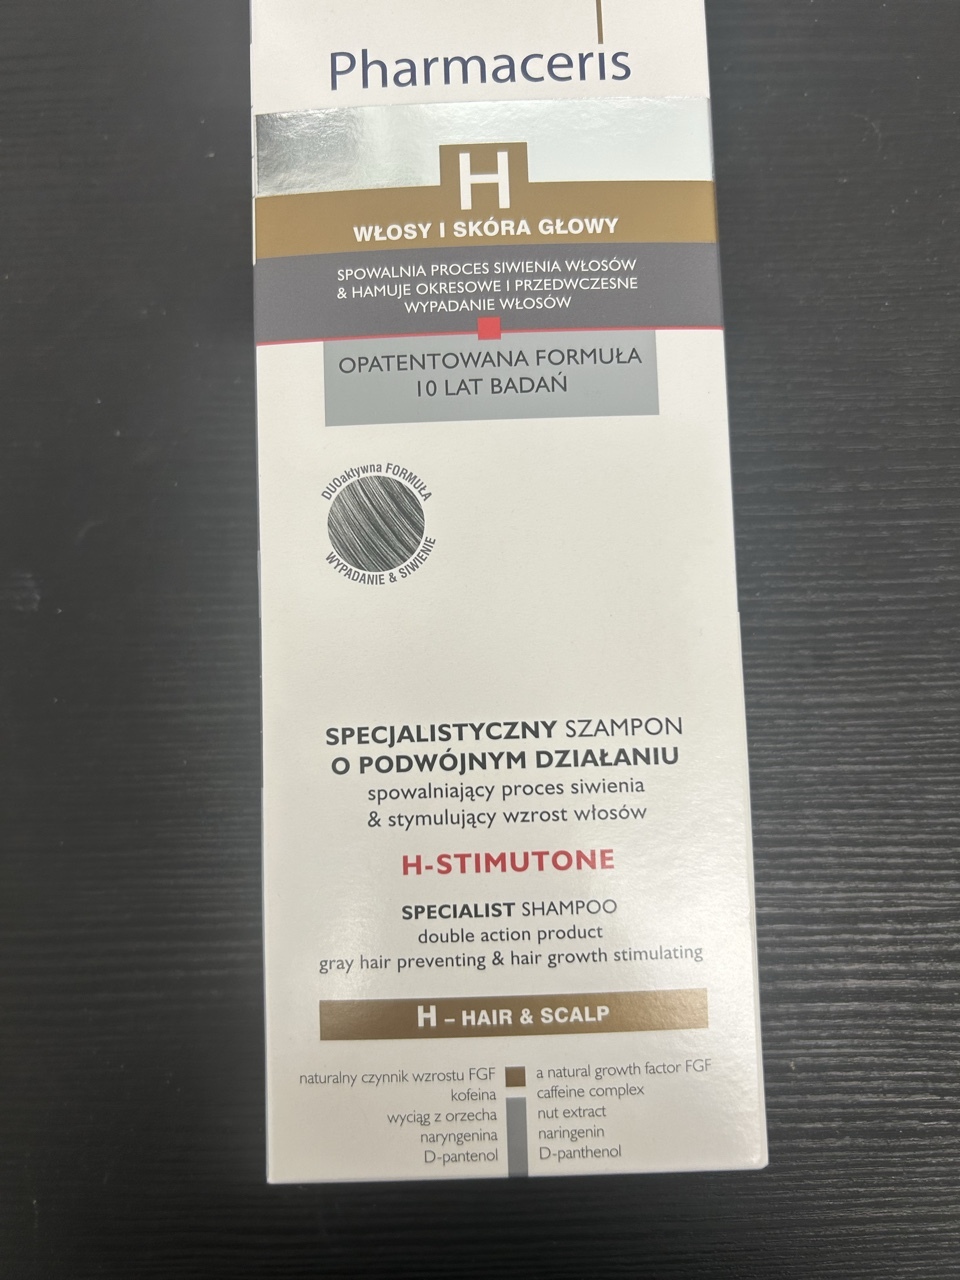 Pharmaceris
H
WŁOSY I SKÓRA GŁOWY
SPOWALNIA PROCES SIWIENIA WŁOSÓW
& HAMUJE OKRESOWE I PRZEDWCZESNE
WYPADANIE WŁOSÓW
OPATENTOWANA FORMUŁA
10 LAT BADAŃ
DUOaktywna FORMUŁA
WYPADANIE & SIWIENIE
SPECJALISTYCZNY SZAMPON
O PODWÓJNYM DZIAŁANIU
spowalniający proces siwienia
& stymulujący wzrost włosów
H-STIMUTONE
SPECIALIST SHAMPOO
double action product
gray hair preventing & hair growth stimulating
H – HAIR & SCALP
naturalny czynnik wzrostu FGF
kofeina
wyciąg z orzecha
naryngenina
D-pantenol
a natural growth factor FGF
caffeine complex
nut extract
naringenin
D-panthenol